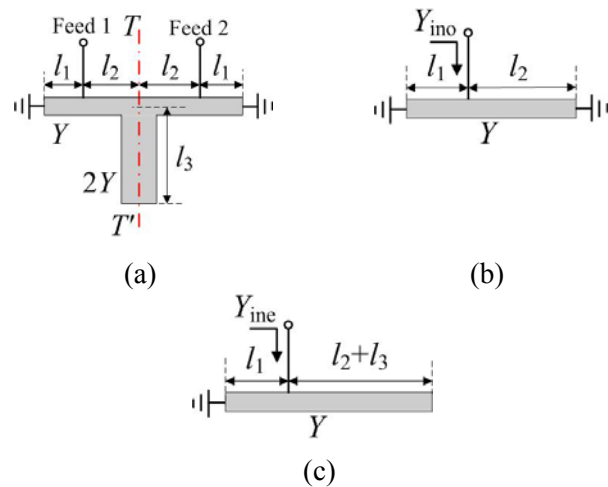 Feed 1 T Feed 2
l1 l2 l2 l1
Y
l3
2Y
T'
(a)
Yino
l1 l2
Y
(b)
Yine
l1 l2+l3
Y
(c)